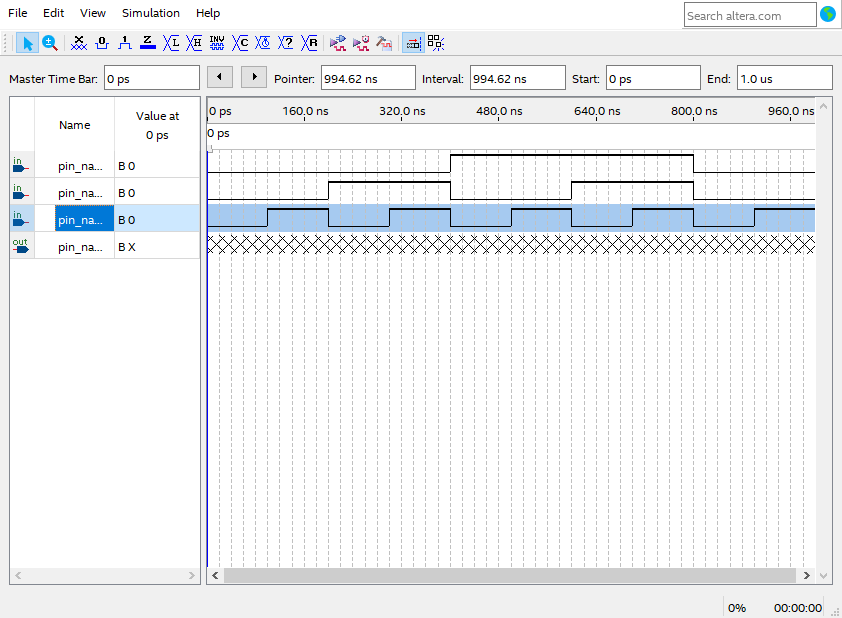 File Edit View Simulation Help
Search altera.com
Master Time Bar: 0 ps Pointer: 994.62 ns Interval: 994.62 ns Start: 0 ps End: 1.0 us
Name Value at
0 ps
0 ps 160.0 ns 320.0 ns 480.0 ns 640.0 ns 800.0 ns 960.0 ns
0 ps
in pin_na... B 0
in pin_na... B 0
in pin_na... B 0
out pin_na... B X
0% 00:00:00